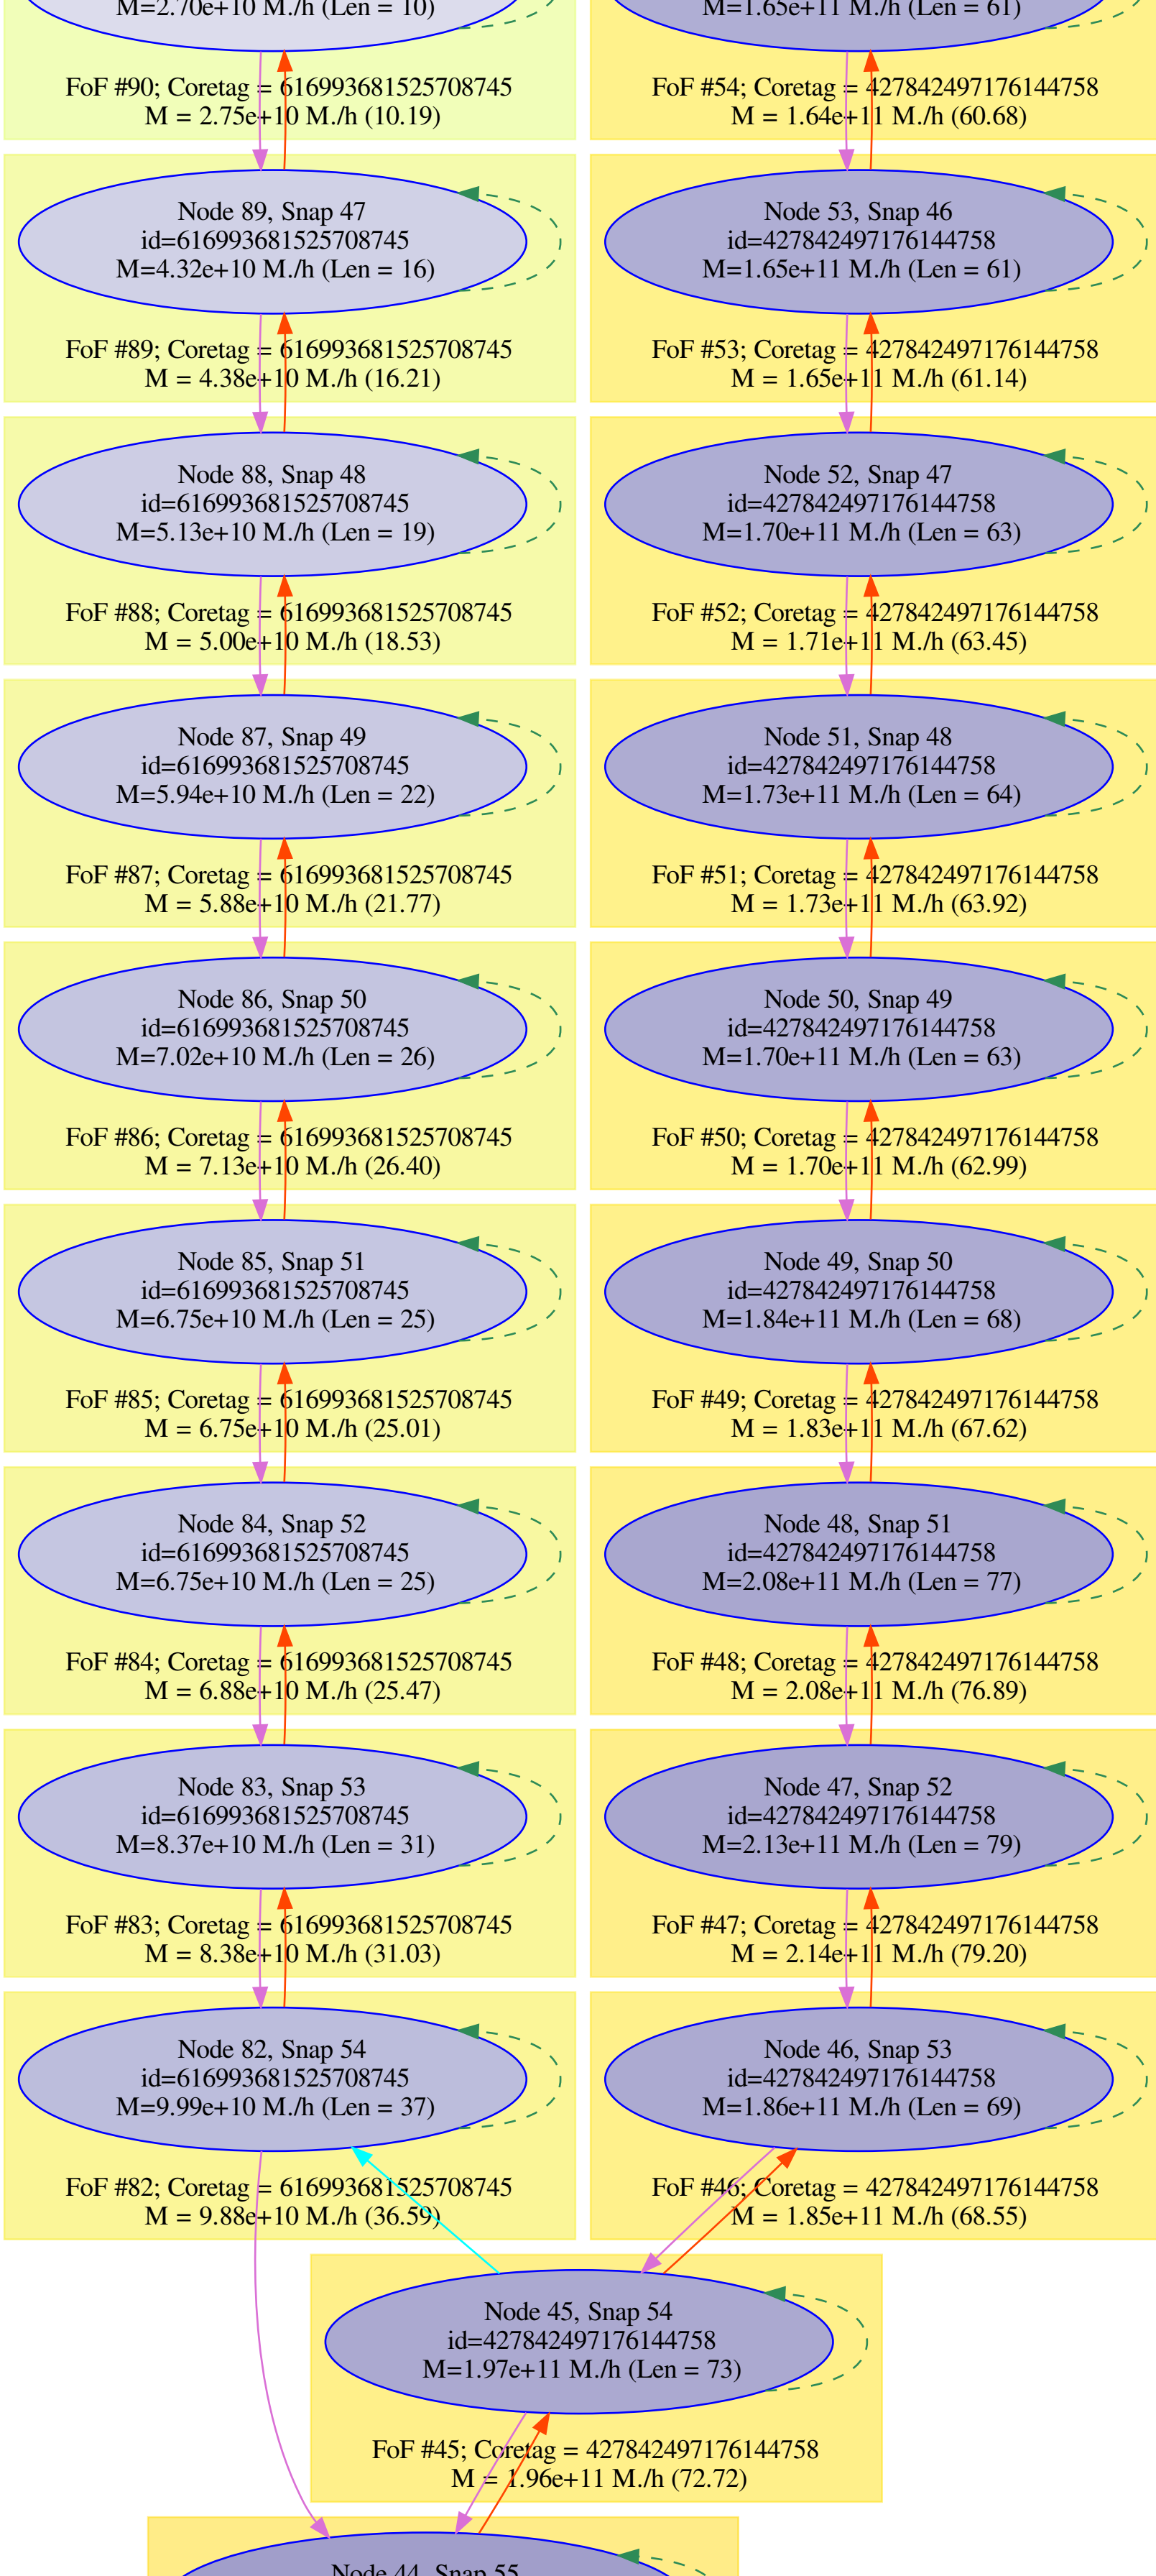 M=2.70e+10 M./h (Len = 10)
FoF #90; Coretag = 616993681525708745
M = 2.75e+10 M./h (10.19)
Node 89, Snap 47
id=616993681525708745
M=4.32e+10 M./h (Len = 16)
FoF #89; Coretag = 616993681525708745
M = 4.38e+10 M./h (16.21)
Node 88, Snap 48
id=616993681525708745
M=5.13e+10 M./h (Len = 19)
FoF #88; Coretag = 616993681525708745
M = 5.00e+10 M./h (18.53)
Node 87, Snap 49
id=616993681525708745
M=5.94e+10 M./h (Len = 22)
FoF #87; Coretag = 616993681525708745
M = 5.88e+10 M./h (21.77)
Node 86, Snap 50
id=616993681525708745
M=7.02e+10 M./h (Len = 26)
FoF #86; Coretag = 616993681525708745
M = 7.13e+10 M./h (26.40)
Node 85, Snap 51
id=616993681525708745
M=6.75e+10 M./h (Len = 25)
FoF #85; Coretag = 616993681525708745
M = 6.75e+10 M./h (25.01)
Node 84, Snap 52
id=616993681525708745
M=6.75e+10 M./h (Len = 25)
FoF #84; Coretag = 616993681525708745
M = 6.88e+10 M./h (25.47)
Node 83, Snap 53
id=616993681525708745
M=8.37e+10 M./h (Len = 31)
FoF #83; Coretag = 616993681525708745
M = 8.38e+10 M./h (31.03)
Node 82, Snap 54
id=616993681525708745
M=9.99e+10 M./h (Len = 37)
FoF #82; Coretag = 616993681525708745
M = 9.88e+10 M./h (36.59)
M=1.65e+11 M./h (Len = 61)
FoF #54; Coretag = 427842497176144758
M = 1.64e+11 M./h (60.68)
Node 53, Snap 46
id=427842497176144758
M=1.65e+11 M./h (Len = 61)
FoF #53; Coretag = 427842497176144758
M = 1.65e+11 M./h (61.14)
Node 52, Snap 47
id=427842497176144758
M=1.70e+11 M./h (Len = 63)
FoF #52; Coretag = 427842497176144758
M = 1.71e+11 M./h (63.45)
Node 51, Snap 48
id=427842497176144758
M=1.73e+11 M./h (Len = 64)
FoF #51; Coretag = 427842497176144758
M = 1.73e+11 M./h (63.92)
Node 50, Snap 49
id=427842497176144758
M=1.70e+11 M./h (Len = 63)
FoF #50; Coretag = 427842497176144758
M = 1.70e+11 M./h (62.99)
Node 49, Snap 50
id=427842497176144758
M=1.84e+11 M./h (Len = 68)
FoF #49; Coretag = 427842497176144758
M = 1.83e+11 M./h (67.62)
Node 48, Snap 51
id=427842497176144758
M=2.08e+11 M./h (Len = 77)
FoF #48; Coretag = 427842497176144758
M = 2.08e+11 M./h (76.89)
Node 47, Snap 52
id=427842497176144758
M=2.13e+11 M./h (Len = 79)
FoF #47; Coretag = 427842497176144758
M = 2.14e+11 M./h (79.20)
Node 46, Snap 53
id=427842497176144758
M=1.86e+11 M./h (Len = 69)
FoF #46; Coretag = 427842497176144758
M = 1.85e+11 M./h (68.55)
Node 45, Snap 54
id=427842497176144758
M=1.97e+11 M./h (Len = 73)
FoF #45; Coretag = 427842497176144758
M = 1.96e+11 M./h (72.72)
Node 44, Snap 55